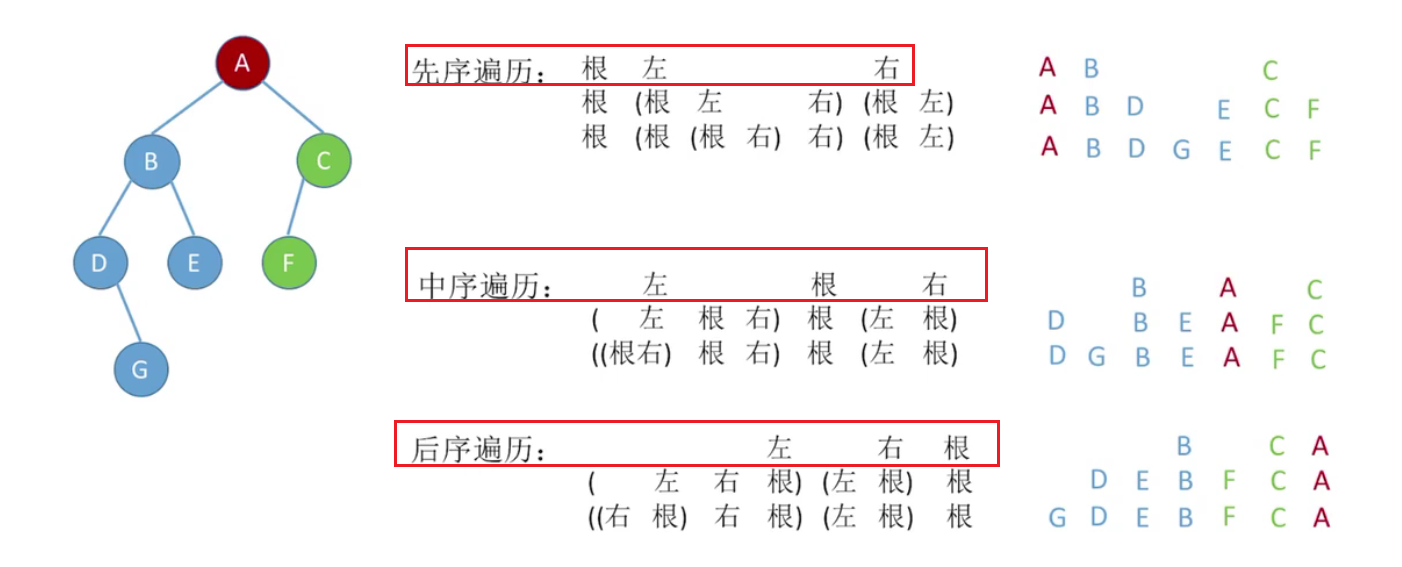 A
B
C
D
E
F
G
先序遍历： 根 左 右
根 (根 左 右) (根 左)
根 (根 (根 右) 右) (根 左)
A B C
A B D E C F
A B D G E C F
中序遍历： 左 根 右
( 左 根 右) 根 (左 根)
((根右) 根 右) 根 (左 根)
B A C
D B E A F C
D G B E A F C
后序遍历： 左 右 根
( 左 右 根) (左 根) 根
((右 根) 右 根) (左 根) 根
B C A
D E B F C A
G D E B F C A